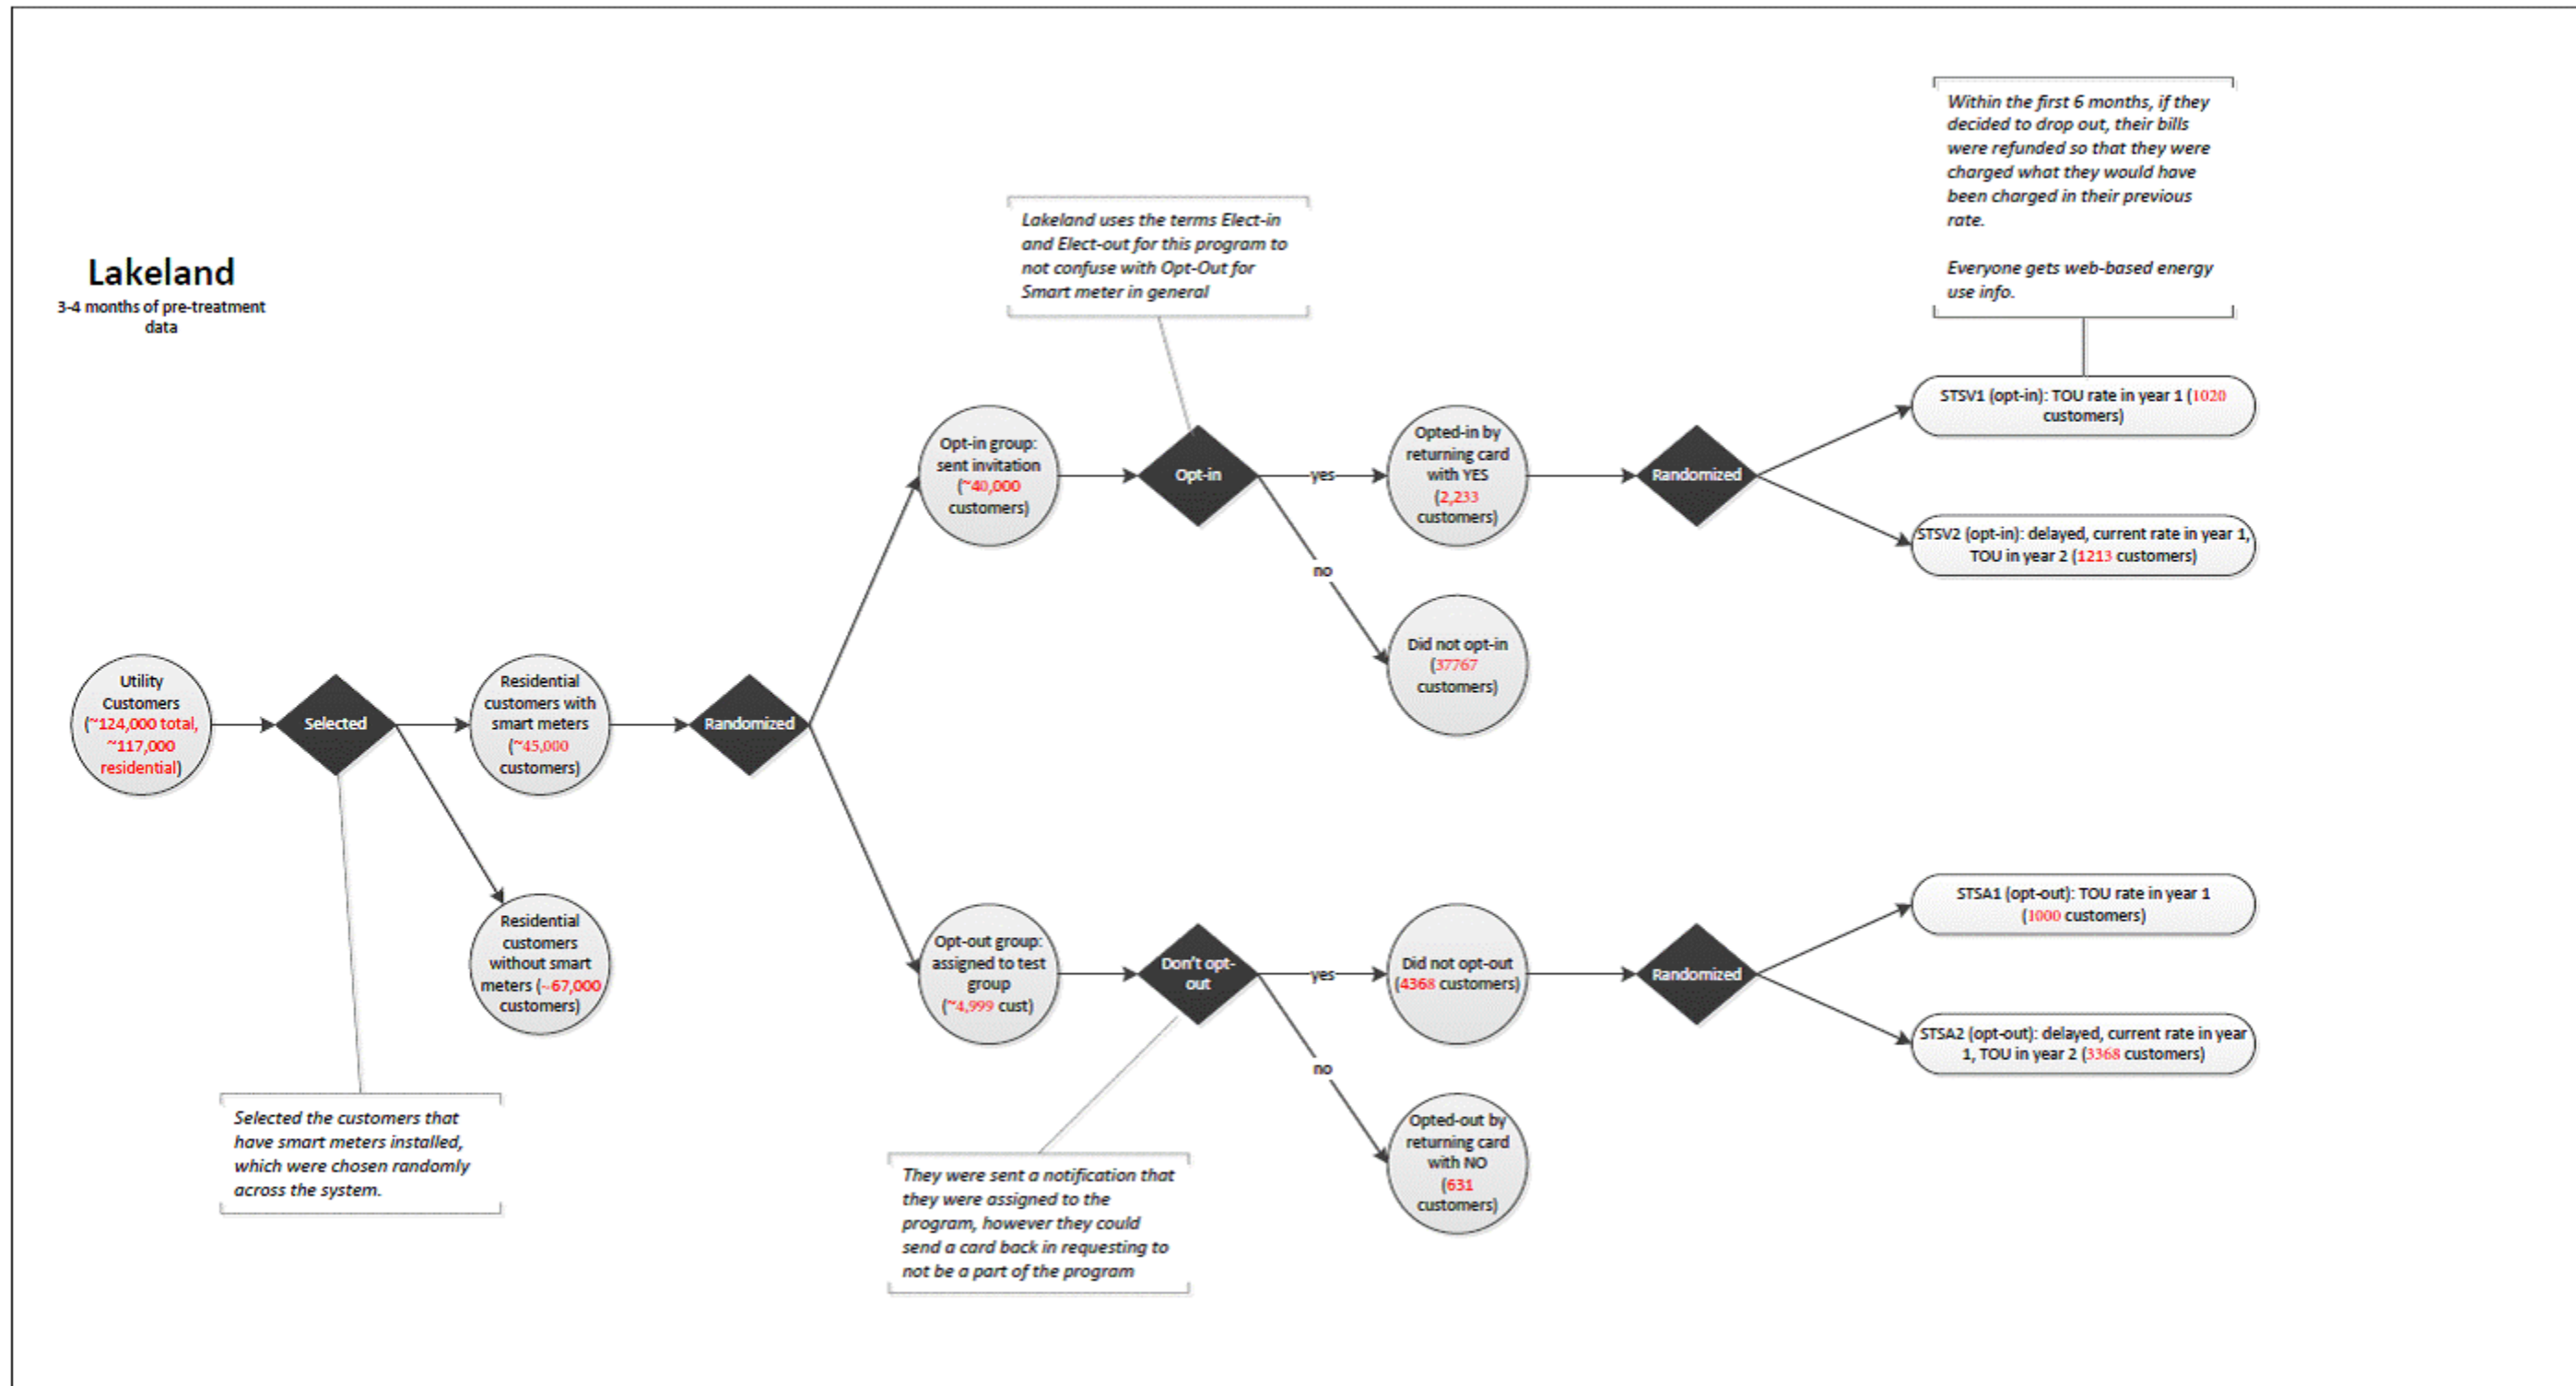 Lakeland
3-4 months of pre-treatment
data
Utility
Customers
(~124,000 total,
~117,000
residential)
Selected
Selected the customers that
have smart meters installed,
which were chosen randomly
across the system.
Residential
customers with
smart meters
(~45,000
customers)
Residential
customers
without smart
meters (~67,000
customers)
Randomized
Opt-in group:
sent invitation
(~40,000
customers)
Lakeland uses the terms Elect-in
and Elect-out for this program to
not confuse with Opt-Out for
Smart meter in general
Opt-in
yes
no
Opted-in by
returning card
with YES
(2,233
customers)
Did not opt-in
(37767
customers)
Randomized
Within the first 6 months, if they
decided to drop out, their bills
were refunded so that they were
charged what they would have
been charged in their previous
rate.
Everyone gets web-based energy
use info.
STSV1 (opt-in): TOU rate in year 1 (1020
customers)
STSV2 (opt-in): delayed, current rate in year 1,
TOU in year 2 (1213 customers)
Opt-out group:
assigned to test
group
(~4,999 cust)
Don't opt-
out
They were sent a notification that
they were assigned to the
program, however they could
send a card back in requesting to
not be a part of the program
yes
no
Did not opt-out
(4368 customers)
Opted-out by
returning card
with NO
(631
customers)
Randomized
STSA1 (opt-out): TOU rate in year 1
(1000 customers)
STSA2 (opt-out): delayed, current rate in year
1, TOU in year 2 (3368 customers)